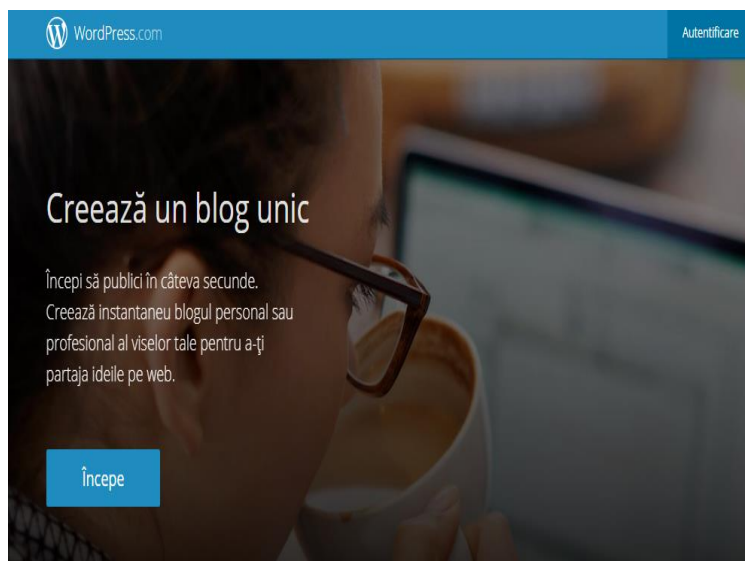 WordPress.com
Autentificare
Creează un blog unic
Începi să publici în câteva secunde.
Creează instantaneu blogul personal sau
profesional al viselor tale pentru a-ţi
partaja ideile pe web.
Începe